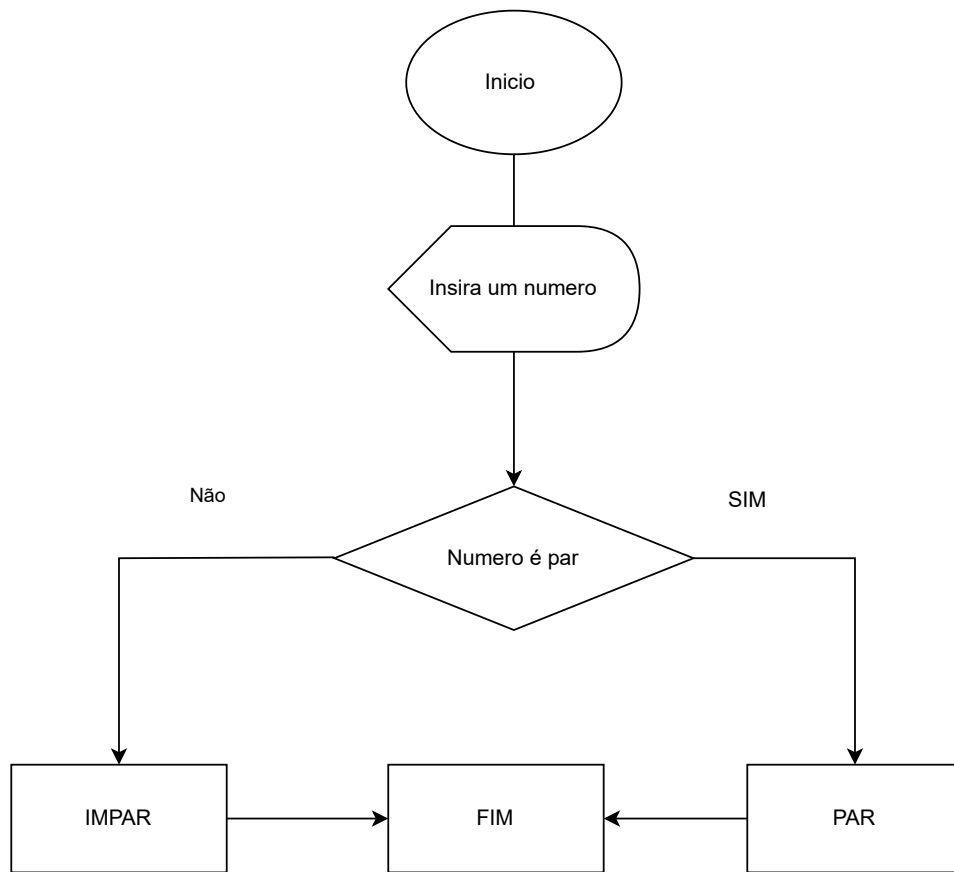 Inicio
Insira um numero
Não
SIM
Numero é par
IMPAR
FIM
PAR